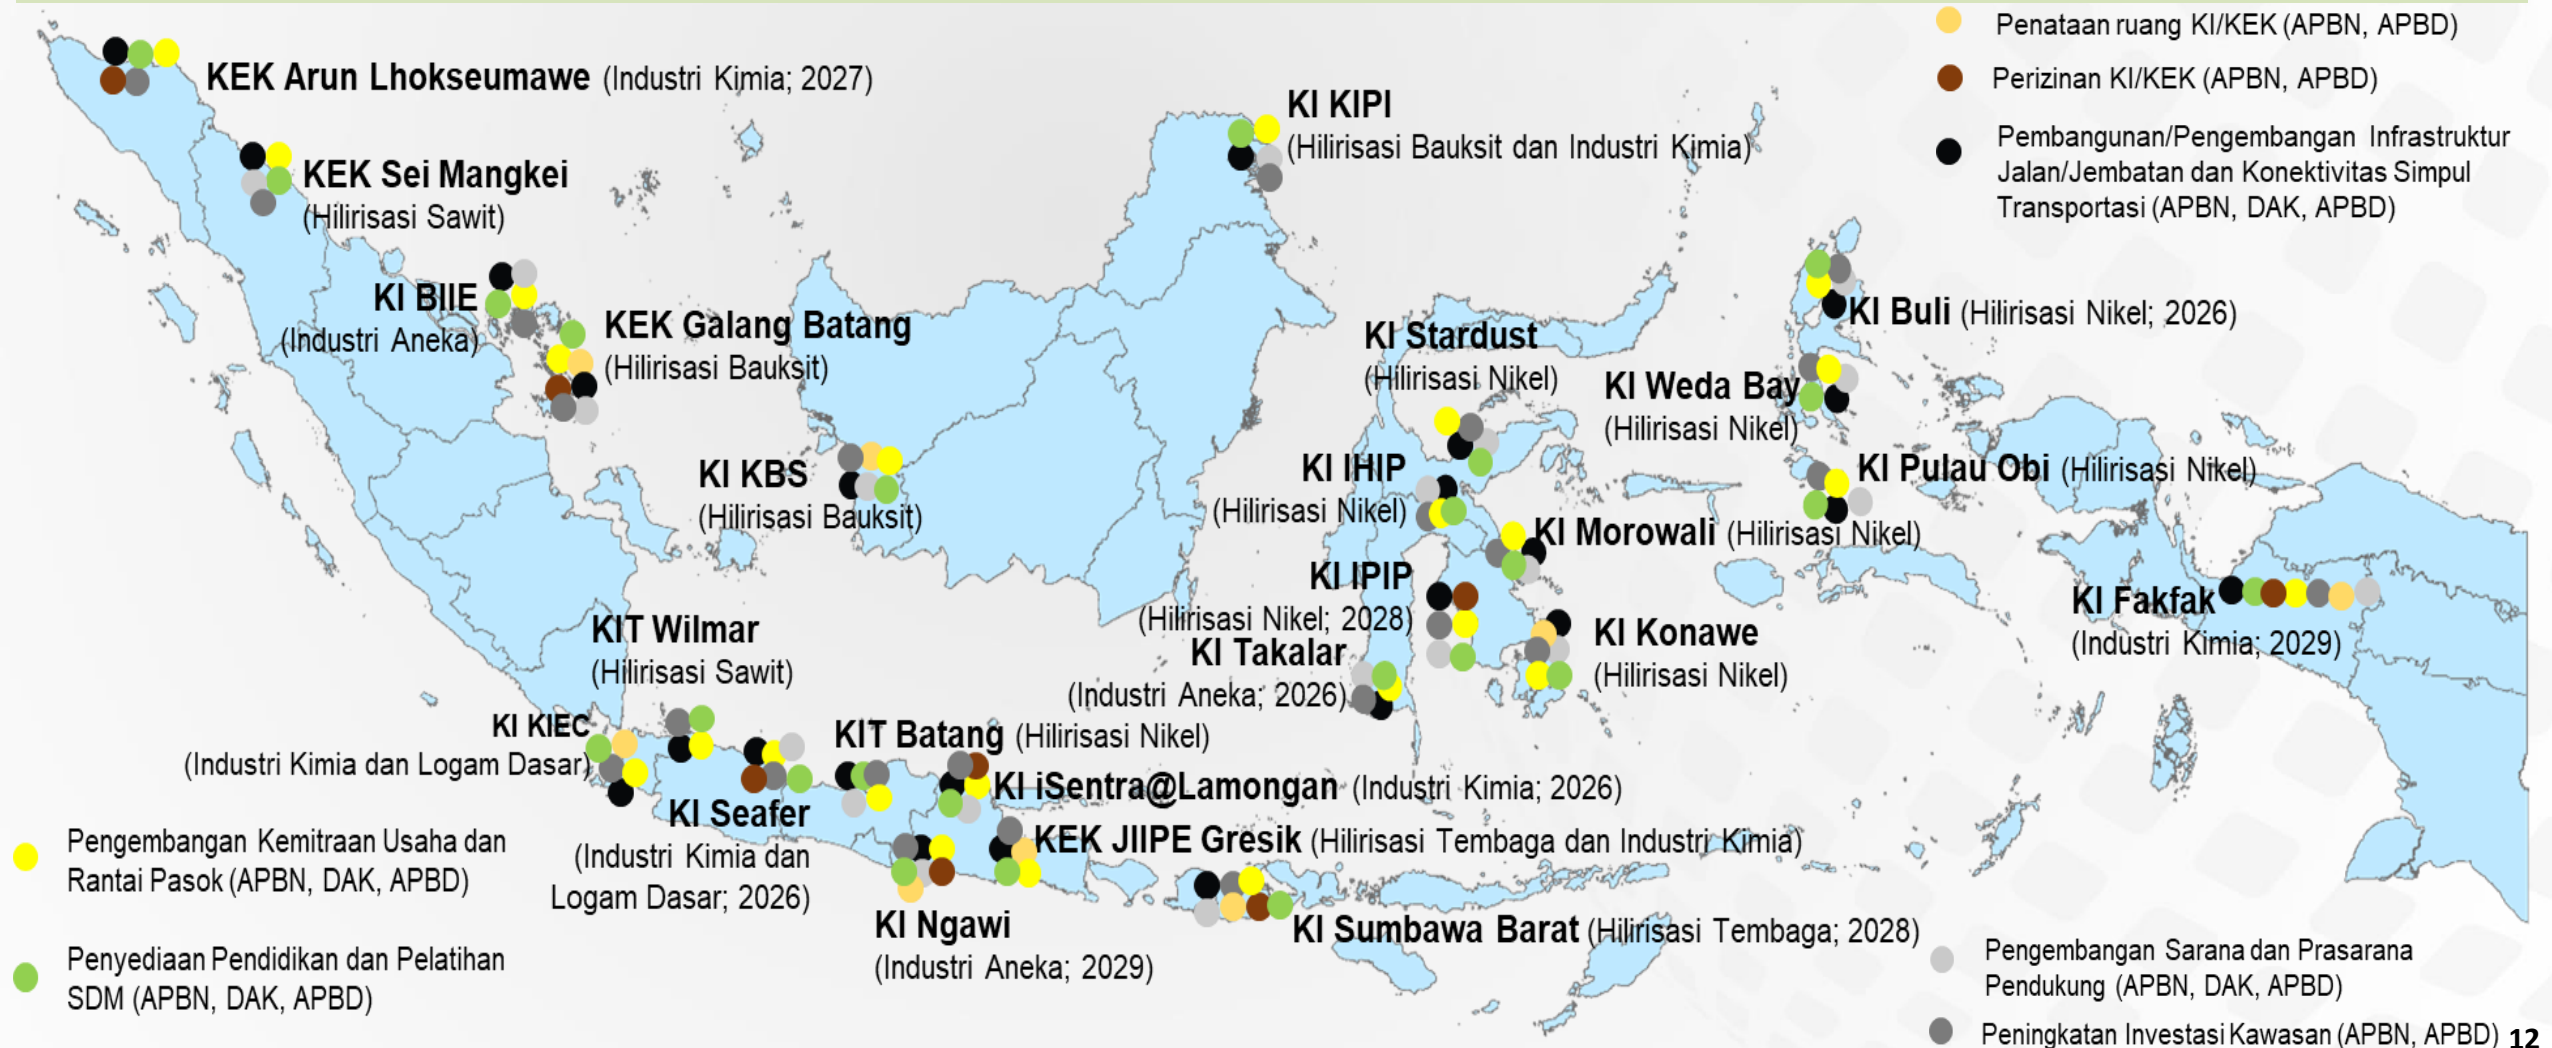 Penataan ruang KI/KEK (APBN, APBD)
Perizinan KI/KEK (APBN, APBD)
Pembangunan/Pengembangan Infrastruktur
Jalan/Jembatan dan Konektivitas Simpul
Transportasi (APBN, DAK, APBD)
KEK Arun Lhokseumawe (Industri Kimia; 2027)
KI KIPI
(Hilirisasi Bauksit dan Industri Kimia)
KEK Sei Mangkei
(Hilirisasi Sawit)
KI BIIE
(Industri Aneka)
KEK Galang Batang
(Hilirisasi Bauksit)
KI Stardust
(Hilirisasi Nikel)
KI Buli (Hilirisasi Nikel; 2026)
KI Weda Bay
(Hilirisasi Nikel)
KI KBS
(Hilirisasi Bauksit)
KI IHIP
(Hilirisasi Nikel)
KI Pulau Obi (Hilirisasi Nikel)
KI Morowali (Hilirisasi Nikel)
KI IPIP
(Hilirisasi Nikel; 2028)
KI Fakfak
(Industri Kimia; 2029)
KIT Wilmar
(Hilirisasi Sawit)
KI Takalar
(Industri Aneka; 2026)
KI Konawe
(Hilirisasi Nikel)
KI KIEC
(Industri Kimia dan Logam Dasar)
KIT Batang (Hilirisasi Nikel)
KI iSentra@Lamongan (Industri Kimia; 2026)
KI Seafer
(Industri Kimia dan
Logam Dasar; 2026)
KEK JIIPE Gresik (Hilirisasi Tembaga dan Industri Kimia)
KI Ngawi
(Industri Aneka; 2029)
KI Sumbawa Barat (Hilirisasi Tembaga; 2028)
Pengembangan Kemitraan Usaha dan
Rantai Pasok (APBN, DAK, APBD)
Penyediaan Pendidikan dan Pelatihan
SDM (APBN, DAK, APBD)
Pengembangan Sarana dan Prasarana
Pendukung (APBN, DAK, APBD)
Peningkatan Investasi Kawasan (APBN, APBD)
12